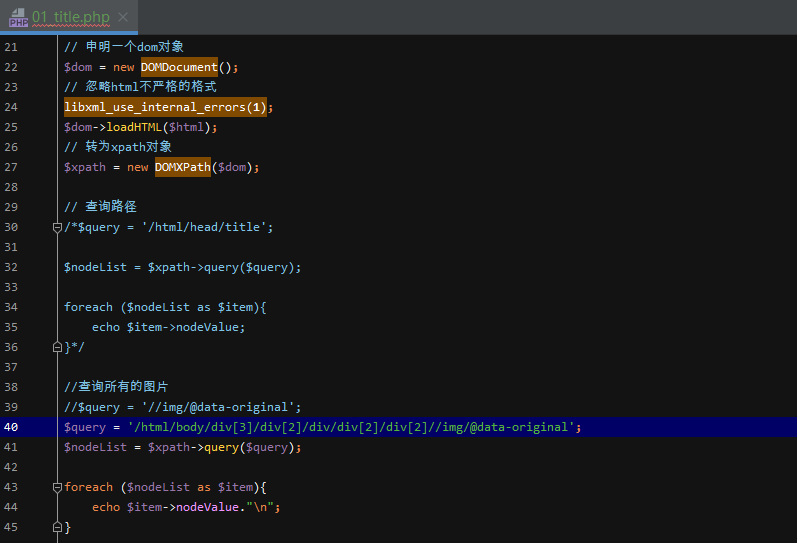 PHP 01_title.php ×
21 // 申明一个dom对象
22 $dom = new DOMDocument();
23 // 忽略html不严格的格式
24 libxml_use_internal_errors(1);
25 $dom->loadHTML($html);
26 // 转为xpath对象
27 $xpath = new DOMXPath($dom);
28
29 // 查询路径
30 /*$query = '/html/head/title';
31
32 $nodeList = $xpath->query($query);
33
34 foreach ($nodeList as $item){
35     echo $item->nodeValue;
36 }*/
37
38 //查询所有的图片
39 //$query = '//img/@data-original';
40 $query = '/html/body/div[3]/div[2]/div/div[2]/div[2]//img/@data-original';
41 $nodeList = $xpath->query($query);
42
43 foreach ($nodeList as $item){
44     echo $item->nodeValue."\n";
45 }